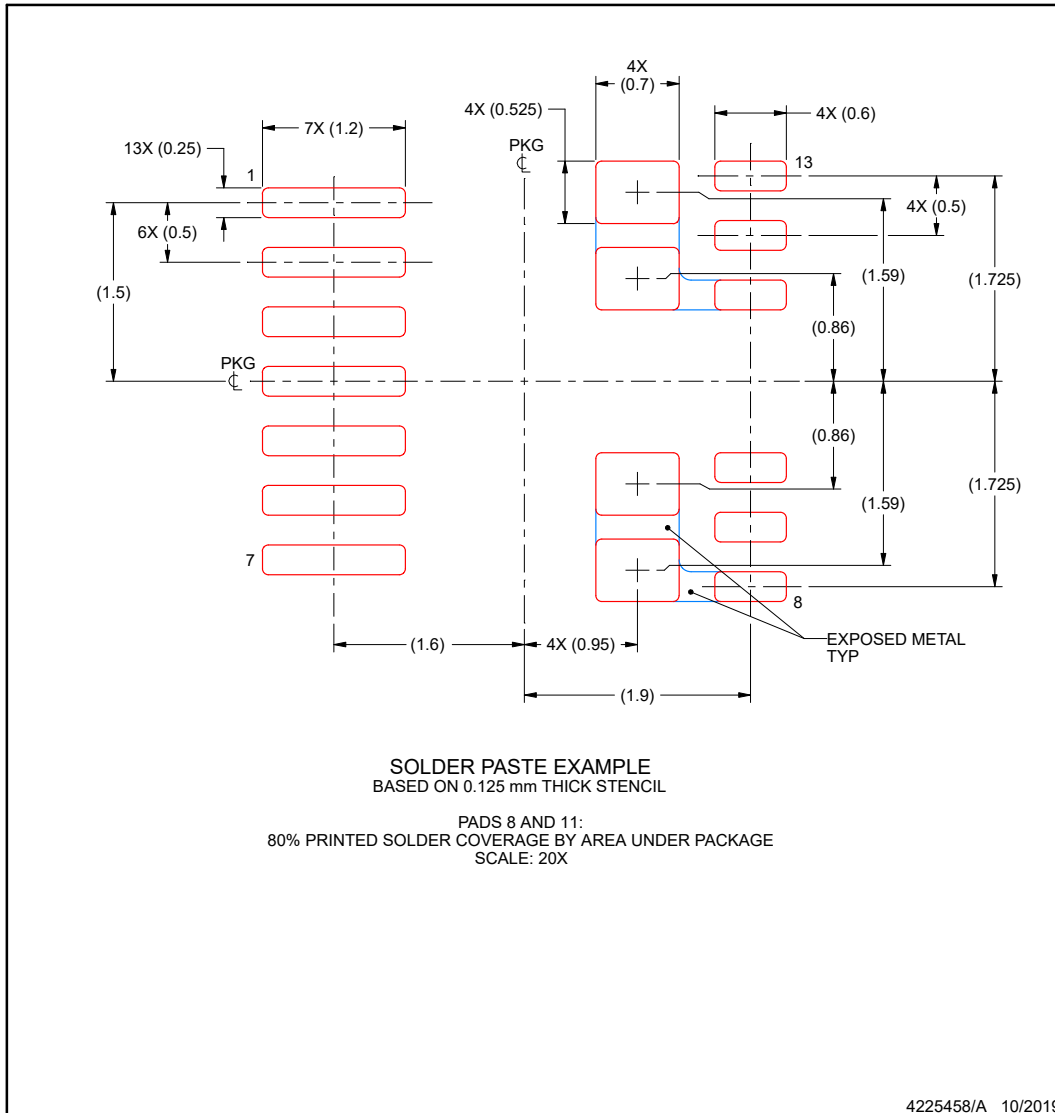 4X
(0.7)
4X (0.525)
4X (0.6)
7X (1.2)
PKG
13X (0.25)
13
1
4X (0.5)
6X (0.5)
(1.59)
(1.725)
(1.5)
(0.86)
PKG
(0.86)
(1.725)
(1.59)
7
8
EXPOSED METAL
TYP
(1.6)
4X (0.95)
(1.9)
SOLDER PASTE EXAMPLE
BASED ON 0.125 mm THICK STENCIL
PADS 8 AND 11:
80% PRINTED SOLDER COVERAGE BY AREA UNDER PACKAGE
SCALE: 20X
4225458/A 10/2019